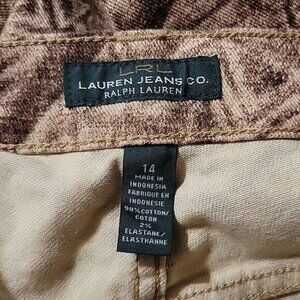 LRL
LAUREN JEANS CO.
RALPH LAUREN
14
MADE IN
INDONESIA
FABRIQUE EN
INDONESIE
98% COTTON/
COTON
2%
ELASTANE/
ELASTHANNE